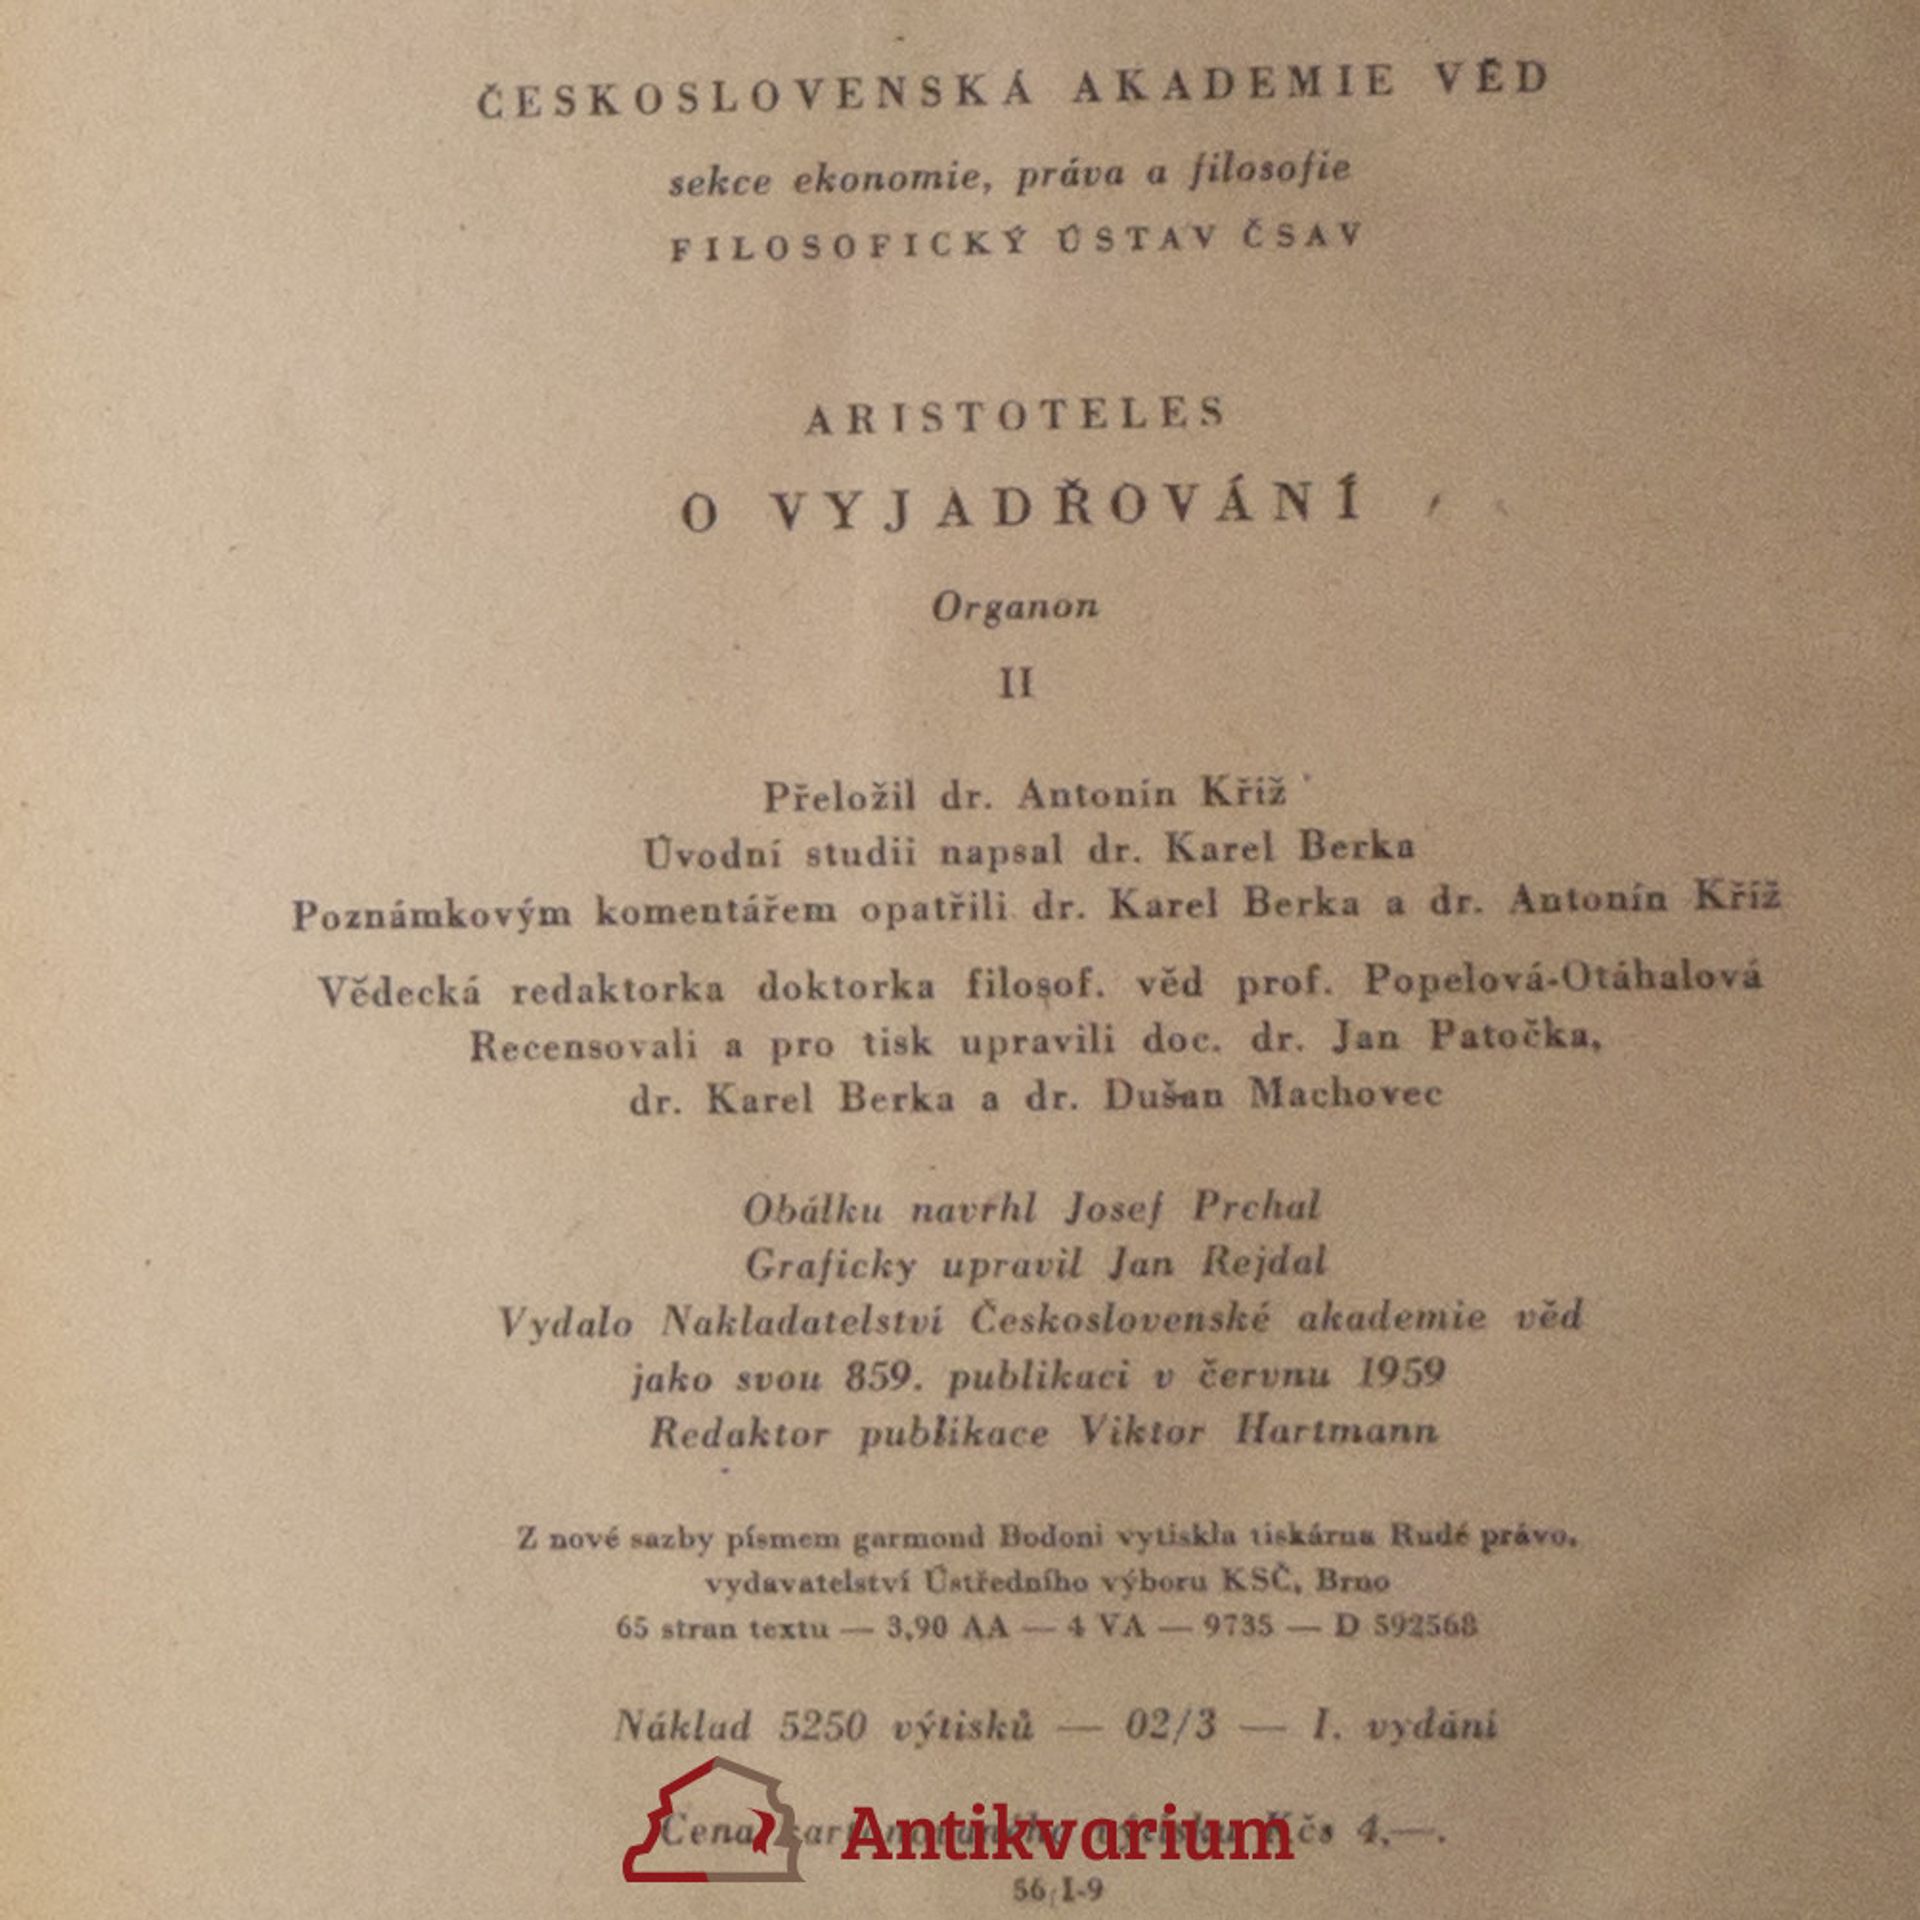 ČESKOSLOVENSKÁ AKADEMIE VĚD
sekce ekonomie, práva a filosofie
FILOSOFICKÝ ÚSTAV ČSAV
ARISTOTELES
O VYJADŘOVÁNÍ
Organon
II
Přeložil dr. Antonín Kříž
Úvodní studii napsal dr. Karel Berka
Poznámkovým komentářem opatřili dr. Karel Berka a dr. Antonín Kříž
Vědecká redaktorka doktorka filosof. věd prof. Popelová-Otáhalová
Recensovali a pro tisk upravili doc. dr. Jan Patočka,
dr. Karel Berka a dr. Dušan Machovec
Obálku navrhl Josef Prchal
Graficky upravil Jan Rejdal
Vydalo Nakladatelství Československé akademie věd
jako svou 859. publikaci v červnu 1959
Redaktor publikace Viktor Hartmann
Z nové sazby písmem garmond Bodoni vytiskla tiskárna Rudé právo,
vydavatelství Ústředního výboru KSČ, Brno
65 stran textu — 3,90 AA — 4 VA — 9735 — D 592568
Náklad 5250 výtisků — 02/3 — I. vydání
Cena výtisku Kčs 4,—.
Antikvarium
56/I-9